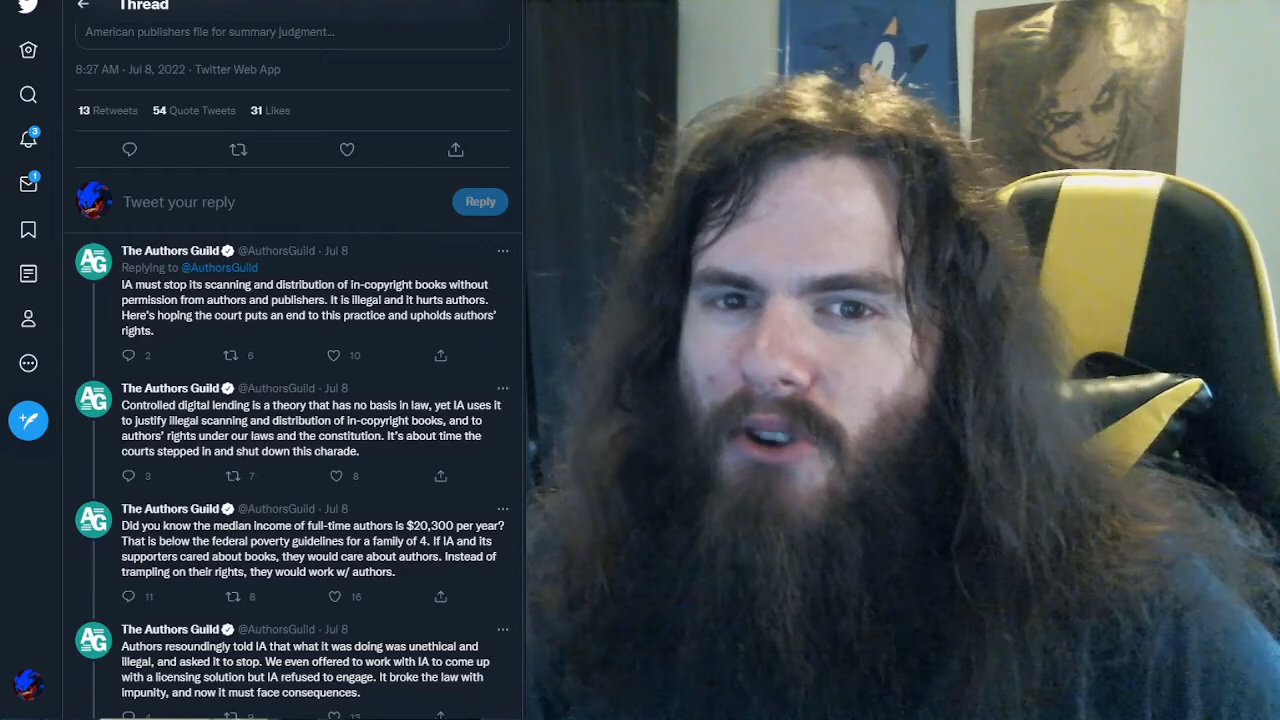 Thread
American publishers file for summary judgment...
8:27 AM · Jul 8, 2022 · Twitter Web App
13 Retweets 54 Quote Tweets 31 Likes
3
1
Tweet your reply
Reply
The Authors Guild @AuthorsGuild · Jul 8
Replying to @AuthorsGuild
IA must stop its scanning and distribution of in-copyright books without
permission from authors and publishers. It is illegal and it hurts authors.
Here's hoping the court puts an end to this practice and upholds authors'
rights.
2 6 10
AG
The Authors Guild @AuthorsGuild · Jul 8
Controlled digital lending is a theory that has no basis in law, yet IA uses it
to justify illegal scanning and distribution of in-copyright books, and to
authors' rights under our laws and the constitution. It's about time the
courts stepped in and shut down this charade.
3 7 8
AG
The Authors Guild @AuthorsGuild · Jul 8
Did you know the median income of full-time authors is $20,300 per year?
That is below the federal poverty guidelines for a family of 4. If IA and its
supporters cared about books, they would care about authors. Instead of
trampling on their rights, they would work w/ authors.
11 8 16
AG
The Authors Guild @AuthorsGuild · Jul 8
Authors resoundingly told IA that what it was doing was unethical and
illegal, and asked it to stop. We even offered to work with IA to come up
with a licensing solution but IA refused to engage. It broke the law with
impunity, and now it must face consequences.
AG